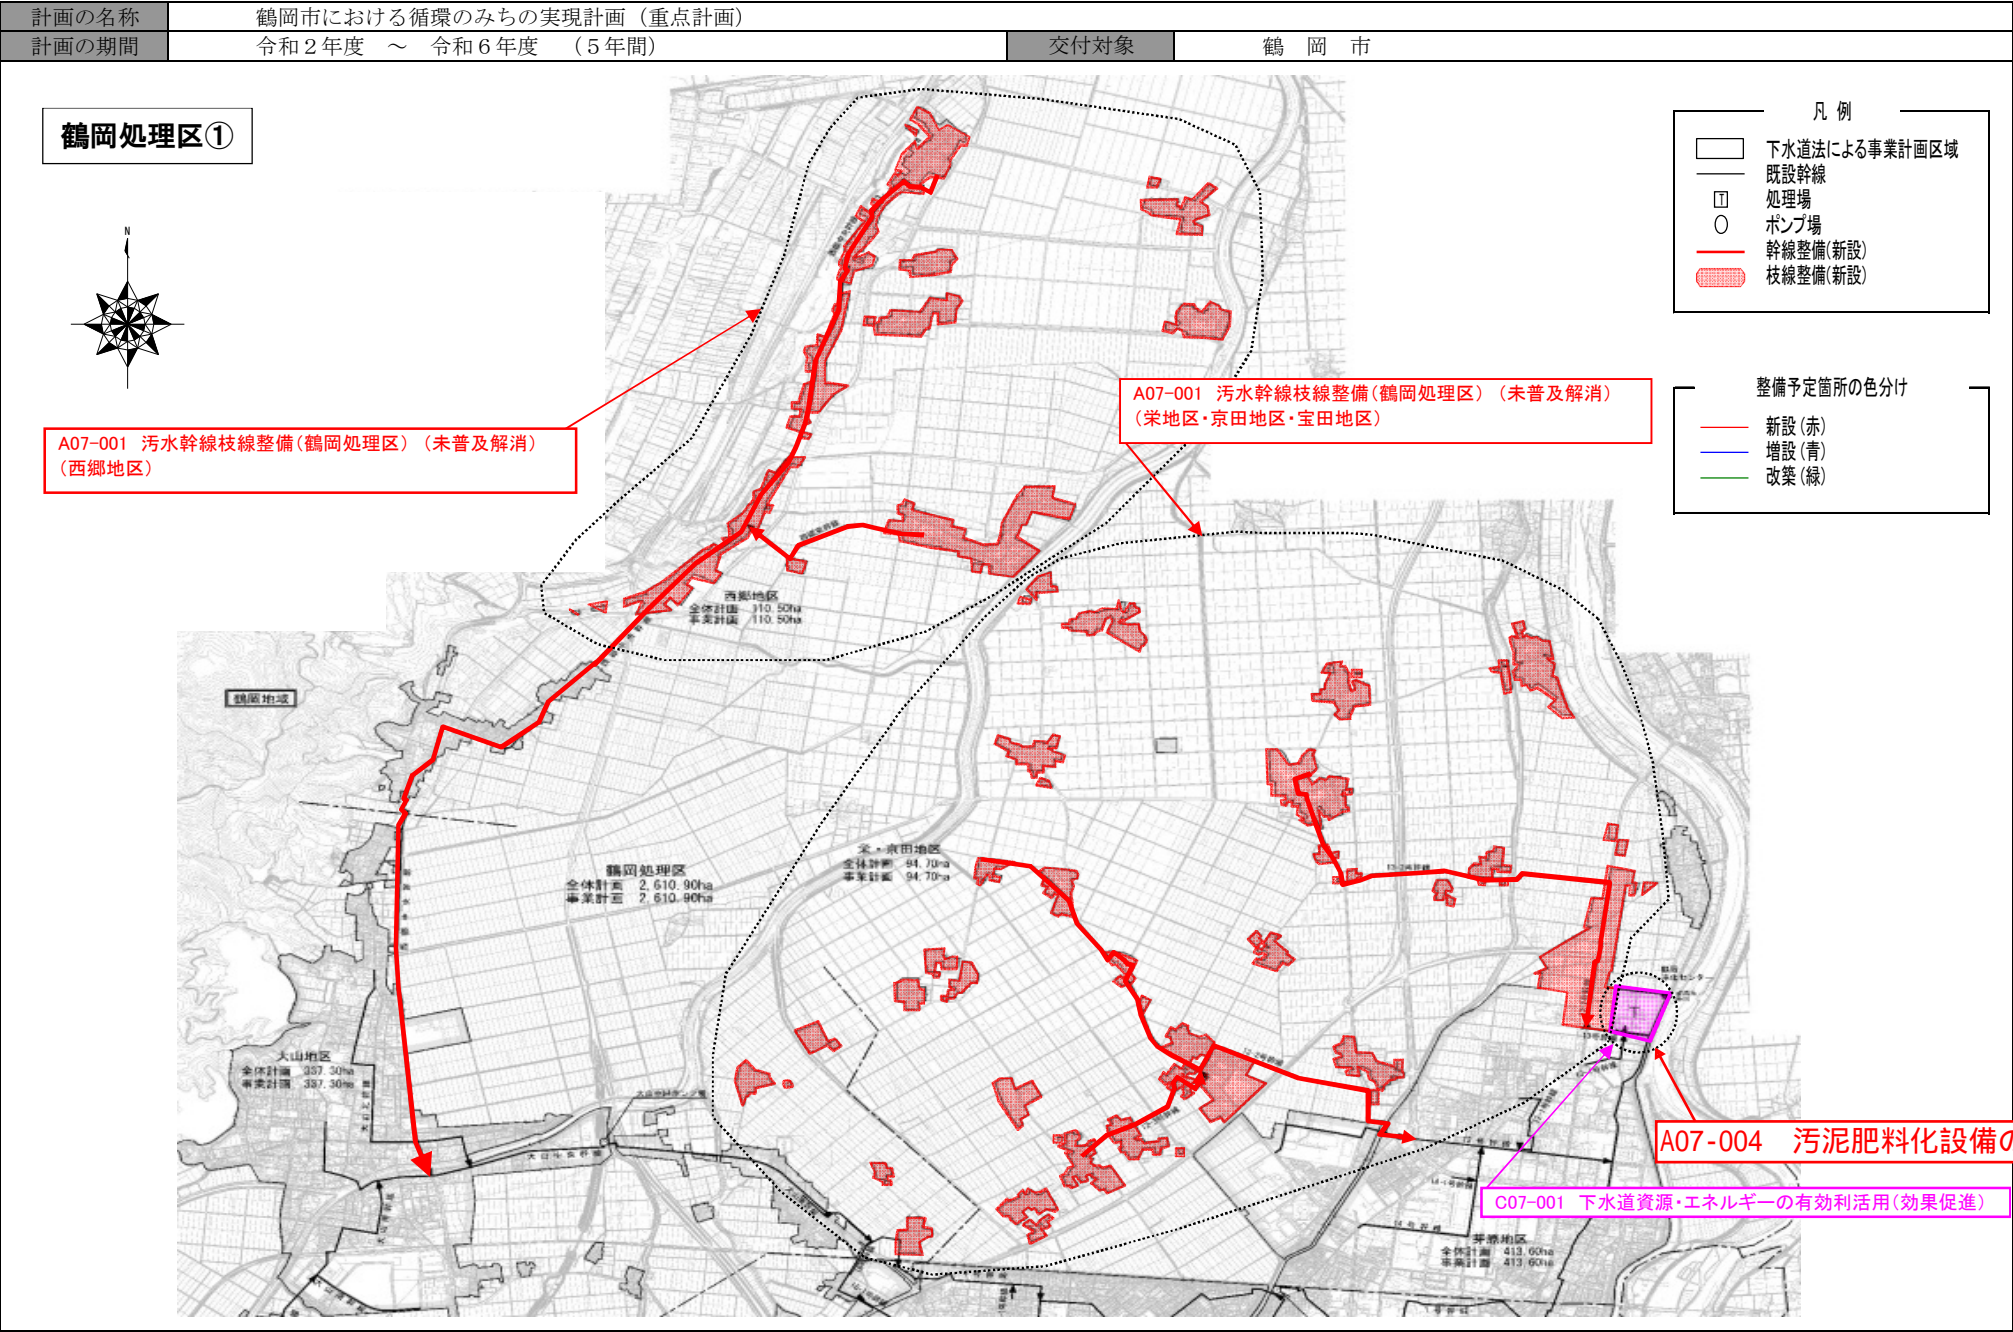 計画の名称 鶴岡市における循環のみちの実現計画（重点計画）
計画の期間 令和２年度 ～ 令和６年度 （５年間） 交付対象 鶴 岡 市
鶴岡処理区①
N
凡 例
下水道法による事業計画区域
既設幹線
T 処理場
ポンプ場
幹線整備(新設)
枝線整備(新設)
整備予定箇所の色分け
新設(赤)
増設(青)
改築(緑)
A07-001 汚水幹線枝線整備(鶴岡処理区)（未普及解消）
（栄地区・京田地区・宝田地区）
A07-001 汚水幹線枝線整備(鶴岡処理区)（未普及解消）
（西郷地区）
西郷地区
全体計画 110.50ha
事業計画 110.50ha
鶴岡地域
栄・京田地区
全体計画 94.70ha
事業計画 94.70ha
鶴岡処理区
全体計画 2,610.90ha
事業計画 2,610.90ha
13-2号幹線
T
12-2号幹線
大山地区
全体計画 337.30ha
事業計画 337.30ha
A07-004 汚泥肥料化設備の
C07-001 下水道資源・エネルギーの有効利活用(効果促進)
茅原地区
全体計画 413.60ha
事業計画 413.60ha